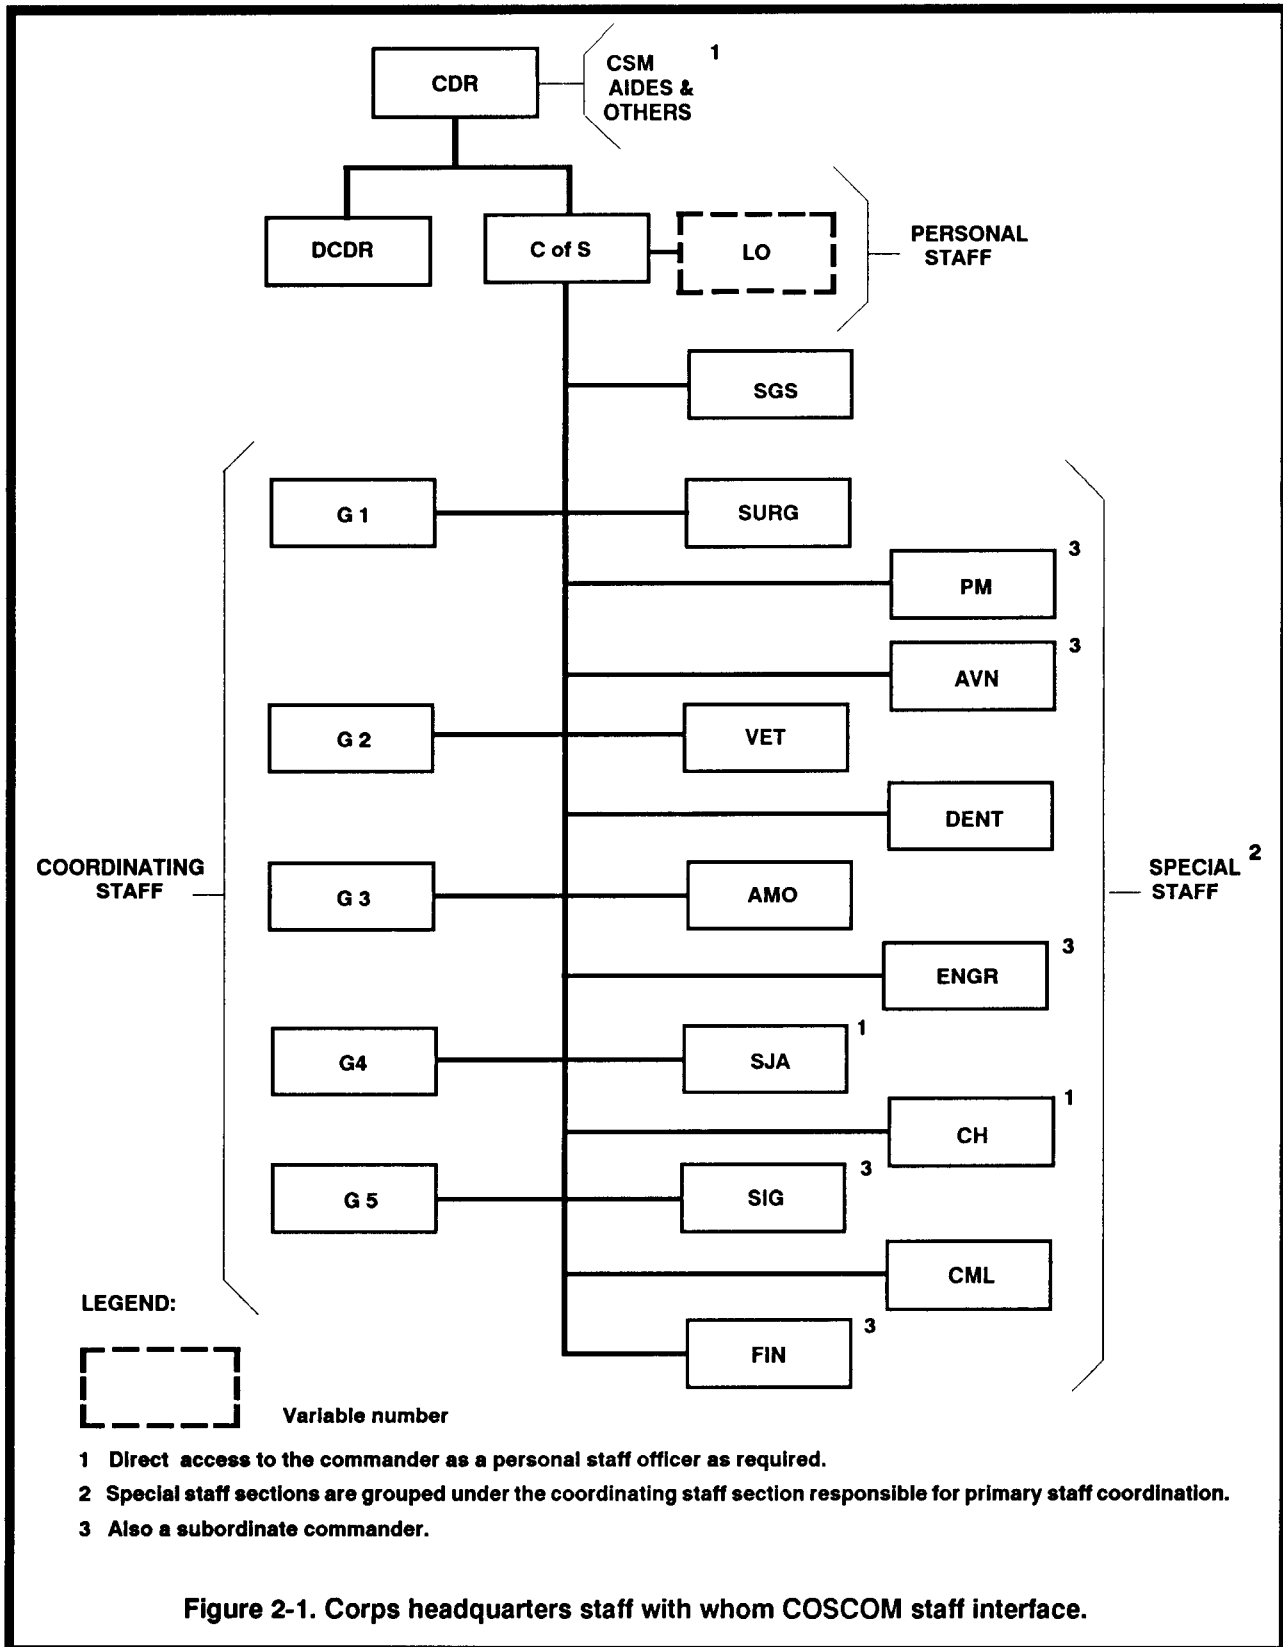 CDR
CSM 1
AIDES &
OTHERS
DCDR
C of S
LO
PERSONAL
STAFF
SGS
G 1
SURG
PM 3
AVN 3
G 2
VET
DENT
COORDINATING
STAFF
G 3
AMO
SPECIAL 2
STAFF
ENGR 3
G4
SJA 1
CH 1
G 5
SIG 3
CML
LEGEND:
FIN 3
Variable number
1 Direct access to the commander as a personal staff officer as required.
2 Special staff sections are grouped under the coordinating staff section responsible for primary staff coordination.
3 Also a subordinate commander.
Figure 2-1. Corps headquarters staff with whom COSCOM staff interface.